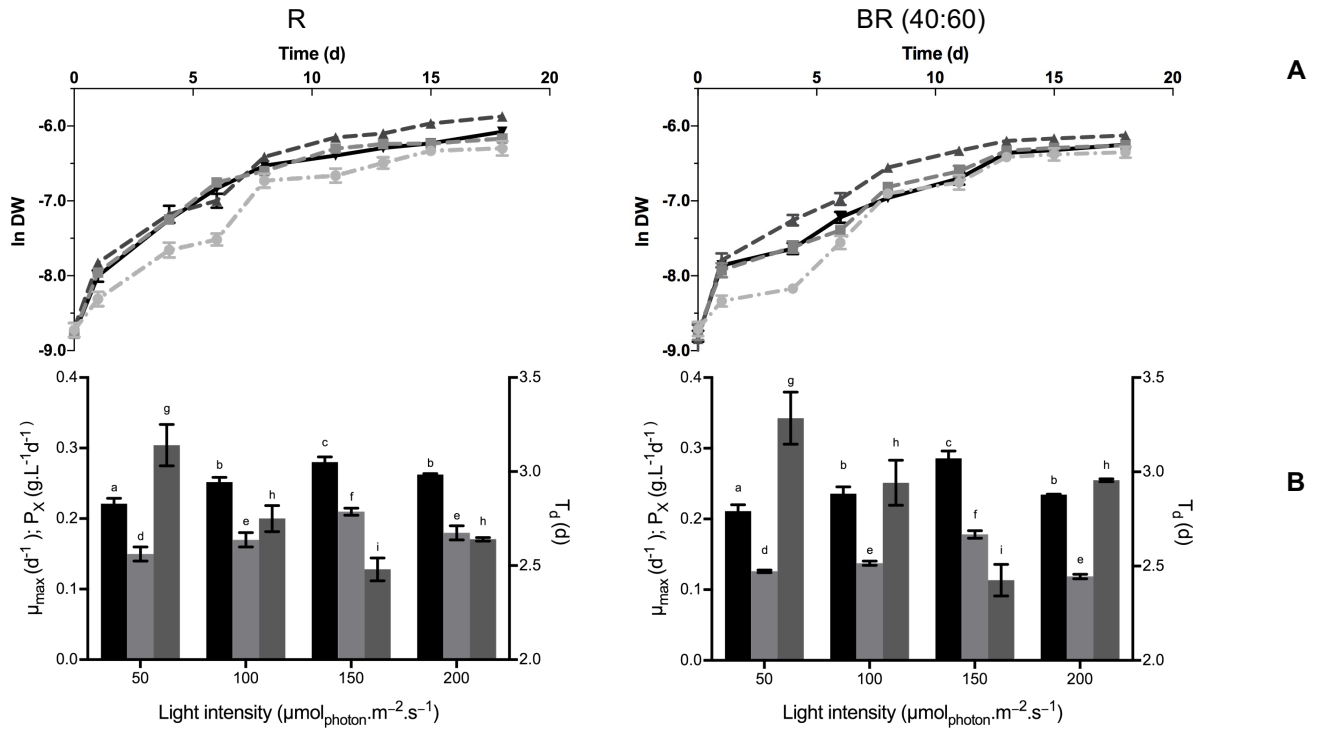 R
BR (40:60)
Time (d)
Time (d)
A
0 5 10 15 20
0 5 10 15 20
-6.0
-7.0
-8.0
-9.0
ln DW
-6.0
-7.0
-8.0
-9.0
ln DW
0.4
0.3
0.2
0.1
0.0
µmax (d⁻¹) ; PX (g.L⁻¹d⁻¹)
a d g b e h c f i b e h
3.5
3.0
2.5
2.0
Td (d)
50 100 150 200
Light intensity (µmolphoton.m⁻².s⁻¹)
0.4
0.3
0.2
0.1
0.0
µmax (d⁻¹) ; PX (g.L⁻¹d⁻¹)
a d g b e h c f i b e h
3.5
3.0
2.5
2.0
Td (d)
B
50 100 150 200
Light intensity (µmolphoton.m⁻².s⁻¹)